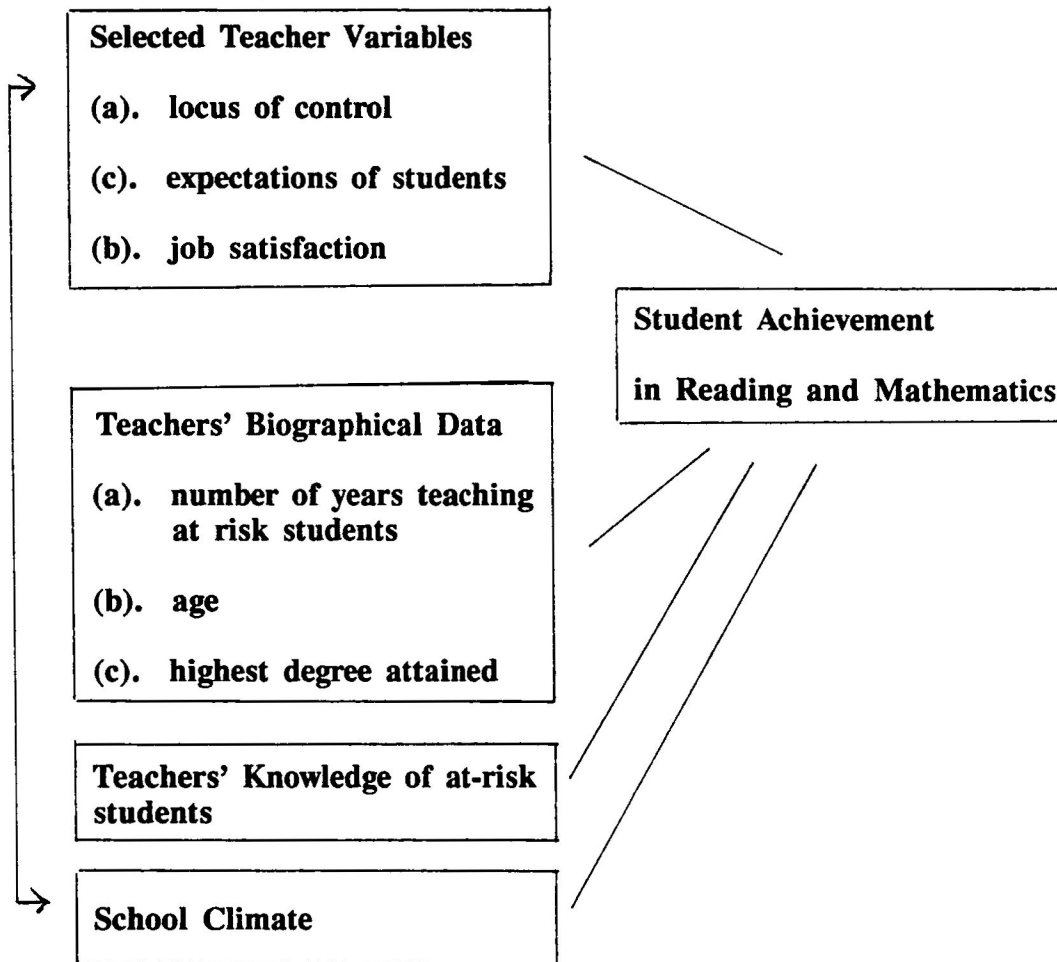 Selected Teacher Variables
(a). locus of control
(c). expectations of students
(b). job satisfaction
Student Achievement
in Reading and Mathematics
Teachers' Biographical Data
(a). number of years teaching
at risk students
(b). age
(c). highest degree attained
Teachers' Knowledge of at-risk
students
School Climate